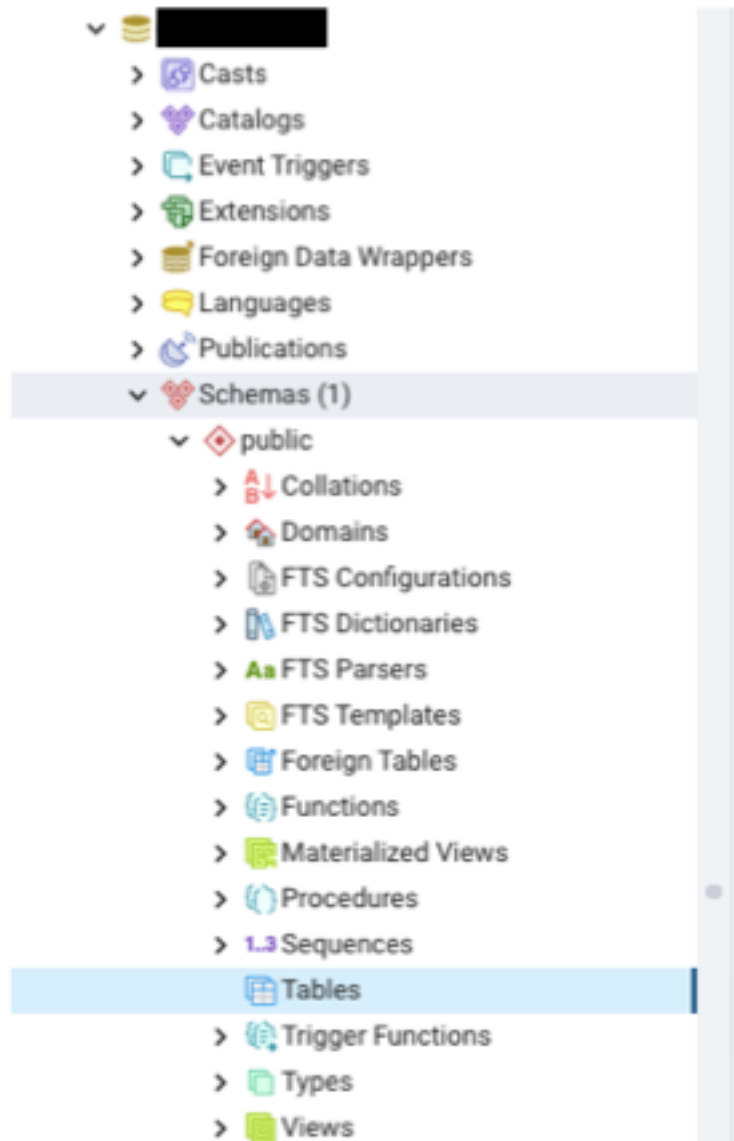 Casts
Catalogs
Event Triggers
Extensions
Foreign Data Wrappers
Languages
Publications
Schemas (1)
public
A
B Collations
Domains
FTS Configurations
FTS Dictionaries
Aa FTS Parsers
FTS Templates
Foreign Tables
Functions
Materialized Views
Procedures
1..3 Sequences
Tables
Trigger Functions
Types
Views